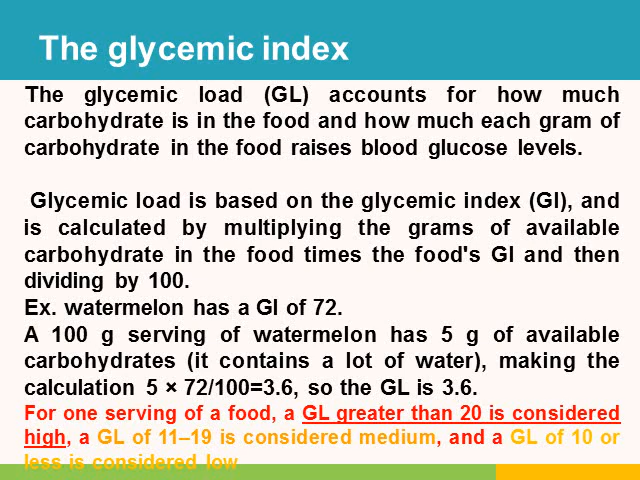 The glycemic index
The glycemic load (GL) accounts for how much
carbohydrate is in the food and how much each gram of
carbohydrate in the food raises blood glucose levels.
Glycemic load is based on the glycemic index (GI), and
is calculated by multiplying the grams of available
carbohydrate in the food times the food's GI and then
dividing by 100.
Ex. watermelon has a GI of 72.
A 100 g serving of watermelon has 5 g of available
carbohydrates (it contains a lot of water), making the
calculation 5 × 72/100=3.6, so the GL is 3.6.
For one serving of a food, a GL greater than 20 is considered
high, a GL of 11–19 is considered medium, and a GL of 10 or
less is considered low